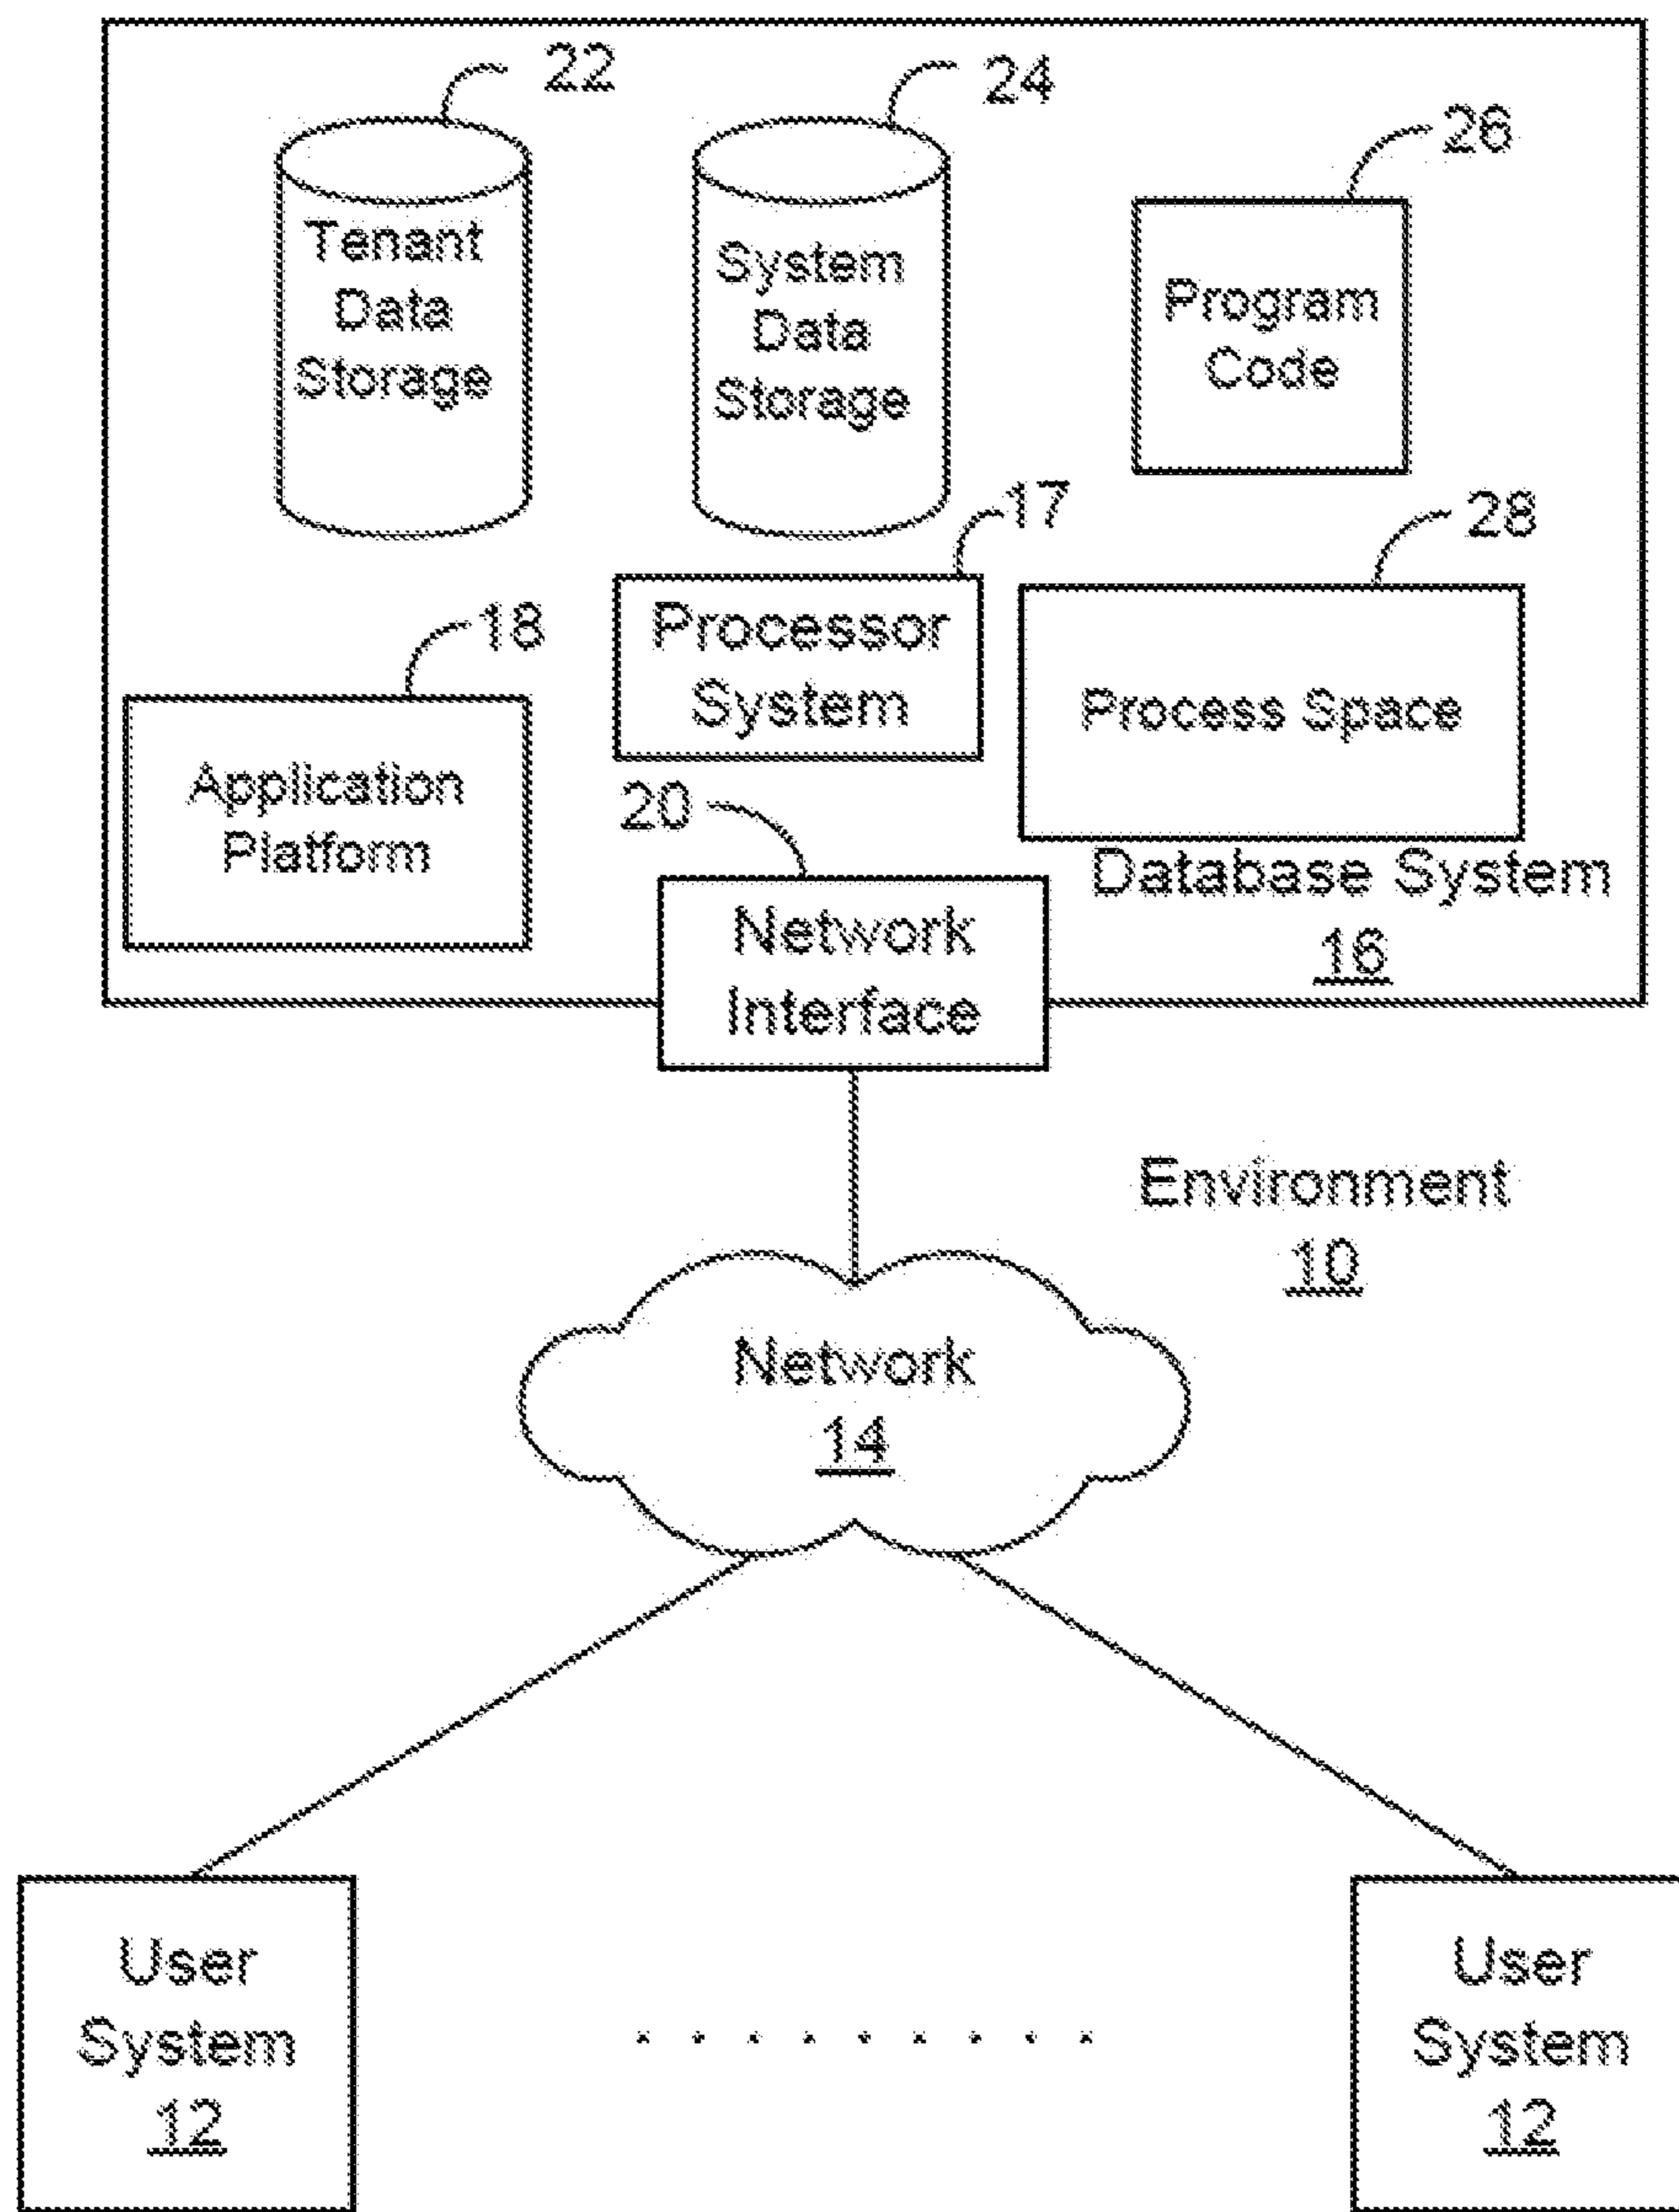 22
24
26
Tenant
Data
Storage
System
Data
Storage
Program
Code
17
28
18
Processor
System
Process Space
Application
Platform
20
Database System
16
Network
Interface
Environment
10
Network
14
User
System
12
User
System
12